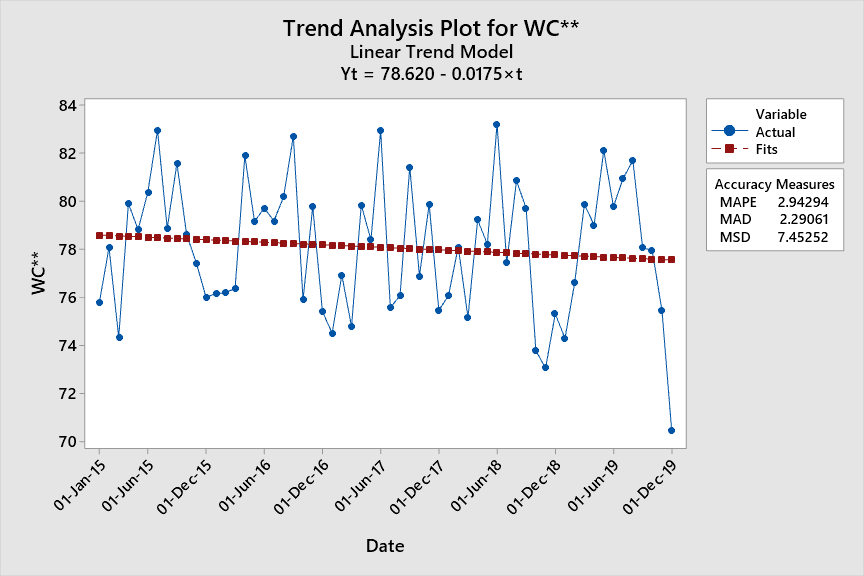 Trend Analysis Plot for WC**
Linear Trend Model
Yt = 78.620 - 0.0175×t
84
82
80
78
76
74
72
70
WC**
01-Jan-15
01-Jun-15
01-Dec-15
01-Jun-16
01-Dec-16
01-Jun-17
01-Dec-17
01-Jun-18
01-Dec-18
01-Jun-19
01-Dec-19
Date
Variable
Actual
Fits
Accuracy Measures
MAPE 2.94294
MAD 2.29061
MSD 7.45252